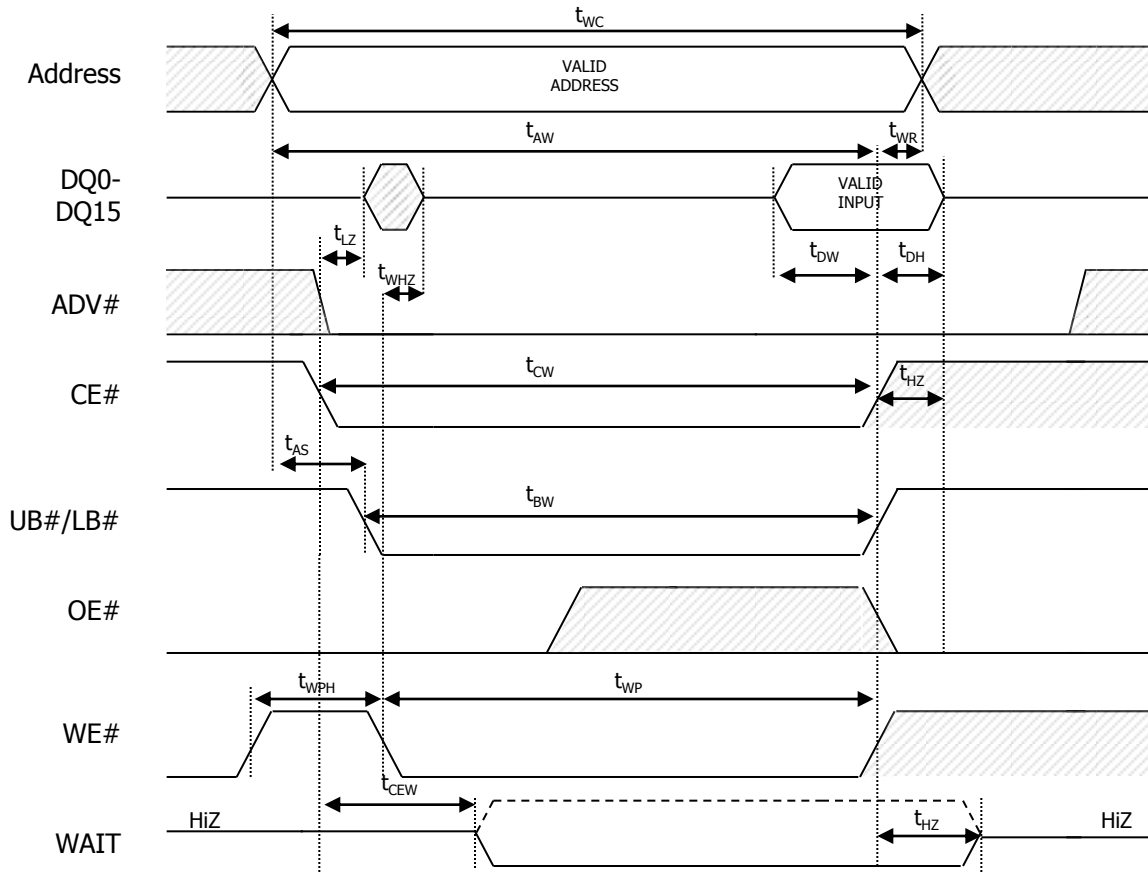 tWC
Address
VALID
ADDRESS
tAW
tWR
DQ0-
DQ15
VALID
INPUT
tLZ
tDW
tDH
tWHZ
ADV#
tCW
CE#
tHZ
tAS
tBW
UB#/LB#
OE#
tWPH
tWP
WE#
tCEW
HiZ
tHZ
HiZ
WAIT